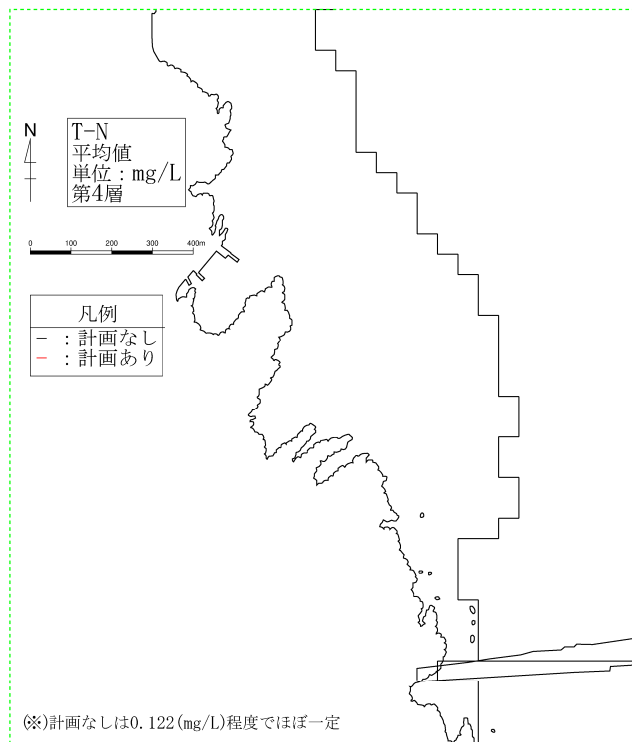 N
T-N
平均値
単位：mg/L
第4層
0 100 200 300 400m
凡例
－ ：計画なし
－ ：計画あり
(※)計画なしは0.122(mg/L)程度でほぼ一定